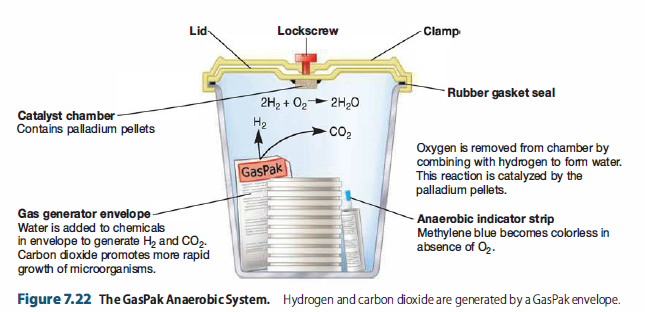 Lid
Lockscrew
Clamp
Rubber gasket seal
Catalyst chamber
Contains palladium pellets
2H₂ + O₂ → 2H₂O
H₂
CO₂
GasPak
Oxygen is removed from chamber by
combining with hydrogen to form water.
This reaction is catalyzed by the
palladium pellets.
Gas generator envelope
Water is added to chemicals
in envelope to generate H₂ and CO₂.
Carbon dioxide promotes more rapid
growth of microorganisms.
Anaerobic indicator strip
Methylene blue becomes colorless in
absence of O₂.
Figure 7.22 The GasPak Anaerobic System. Hydrogen and carbon dioxide are generated by a GasPak envelope.